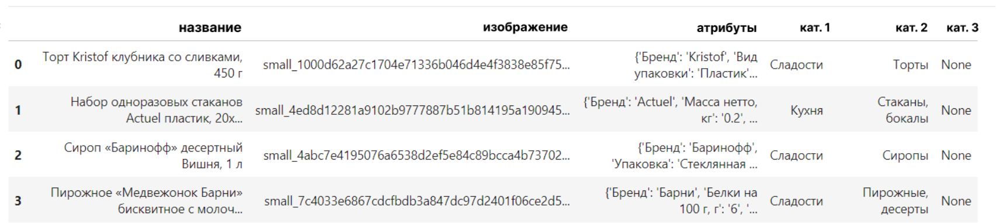 название изображение атрибуты кат. 1 кат. 2 кат. 3
0 Торт Kristof клубника со сливками, 450 г small_1000d62a27c1704e71336b046d4e4f3838e85f75... {'Бренд': 'Kristof', 'Вид упаковки': 'Пластик'... Сладости Торты None
1 Набор одноразовых стаканов Actuel пластик, 20х... small_4ed8d12281a9102b9777887b51b814195a190945... {'Бренд': 'Actuel', 'Масса нетто, кг': '0.2', ... Кухня Стаканы, бокалы None
2 Сироп «Баринофф» десертный Вишня, 1 л small_4abc7e4195076a6538d2ef5e84c89bcca4b73702... {'Бренд': 'Баринофф', 'Упаковка': 'Стеклянная ... Сладости Сиропы None
3 Пирожное «Медвежонок Барни» бисквитное с молоч... small_7c4033e6867cdcfbdb3a847dc97d2401f06ce2d5... {'Бренд': 'Барни', 'Белки на 100 г, г': '6', '... Сладости Пирожные, десерты None